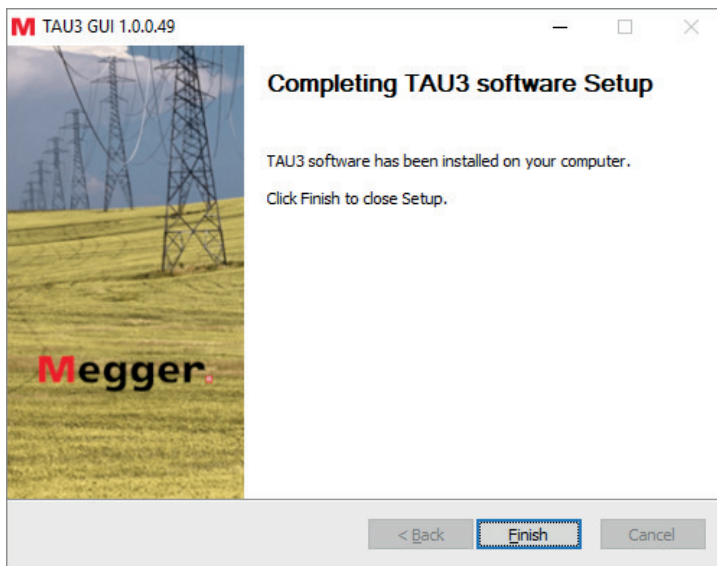 M TAU3 GUI 1.0.0.49
Completing TAU3 software Setup
TAU3 software has been installed on your computer.
Click Finish to close Setup.
Megger.
< Back
Finish
Cancel